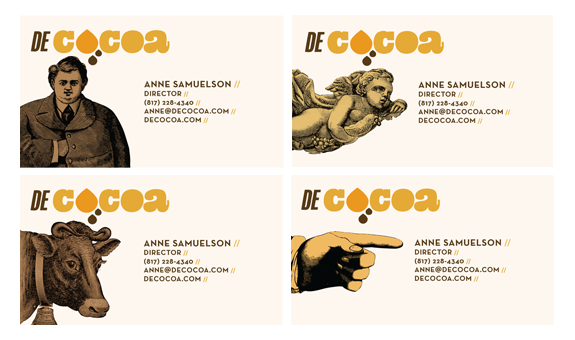 DE COCOA
ANNE SAMUELSON //
DIRECTOR //
(817) 228-4340 //
ANNE@DECOCOA.COM //
DECOCOA.COM //
DE COCOA
ANNE SAMUELSON //
DIRECTOR //
(817) 228-4340 //
ANNE@DECOCOA.COM //
DECOCOA.COM //
DE COCOA
ANNE SAMUELSON //
DIRECTOR //
(817) 228-4340 //
ANNE@DECOCOA.COM //
DECOCOA.COM //
DE COCOA
ANNE SAMUELSON //
DIRECTOR //
(817) 228-4340 //
ANNE@DECOCOA.COM //
DECOCOA.COM //